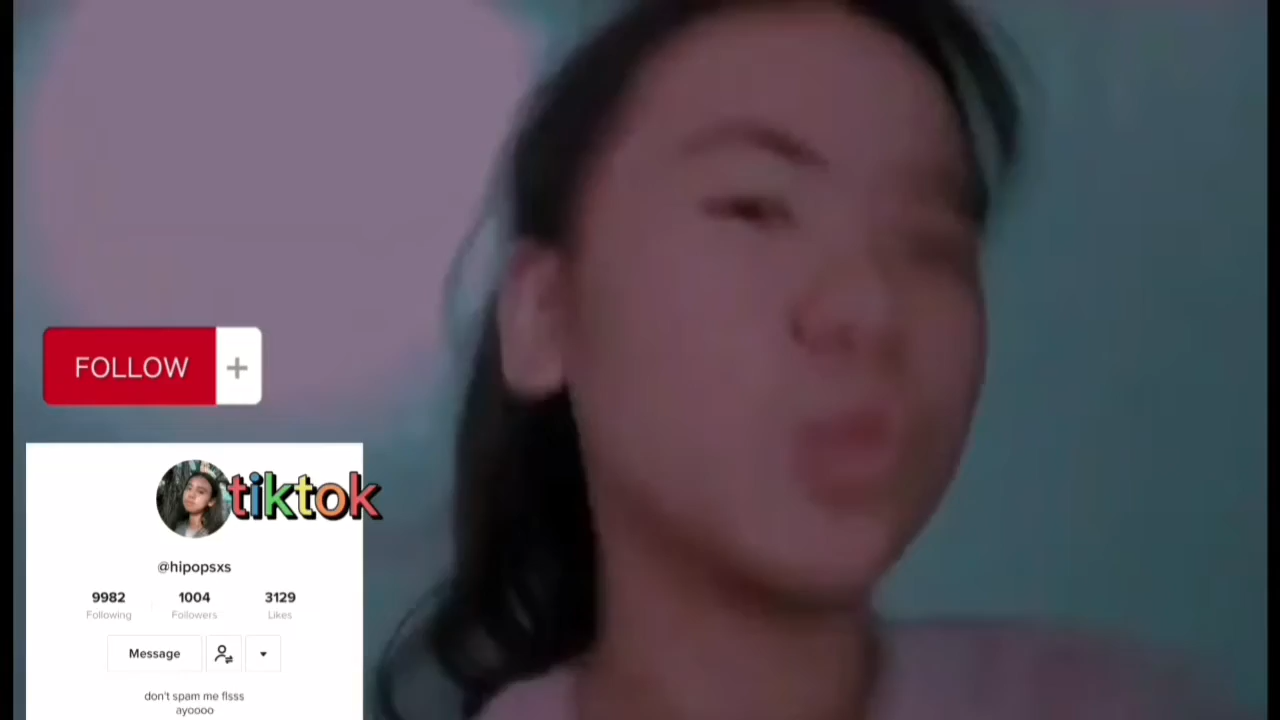 FOLLOW +
tiktok
@hipopsxs
9982 1004 3129
Following Followers Likes
Message
don't spam me flsss
ayoooo